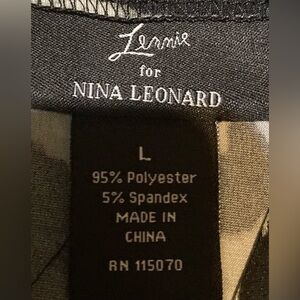 Lennie
for
NINA LEONARD
L
95% Polyester
5% Spandex
MADE IN
CHINA
RN 115070